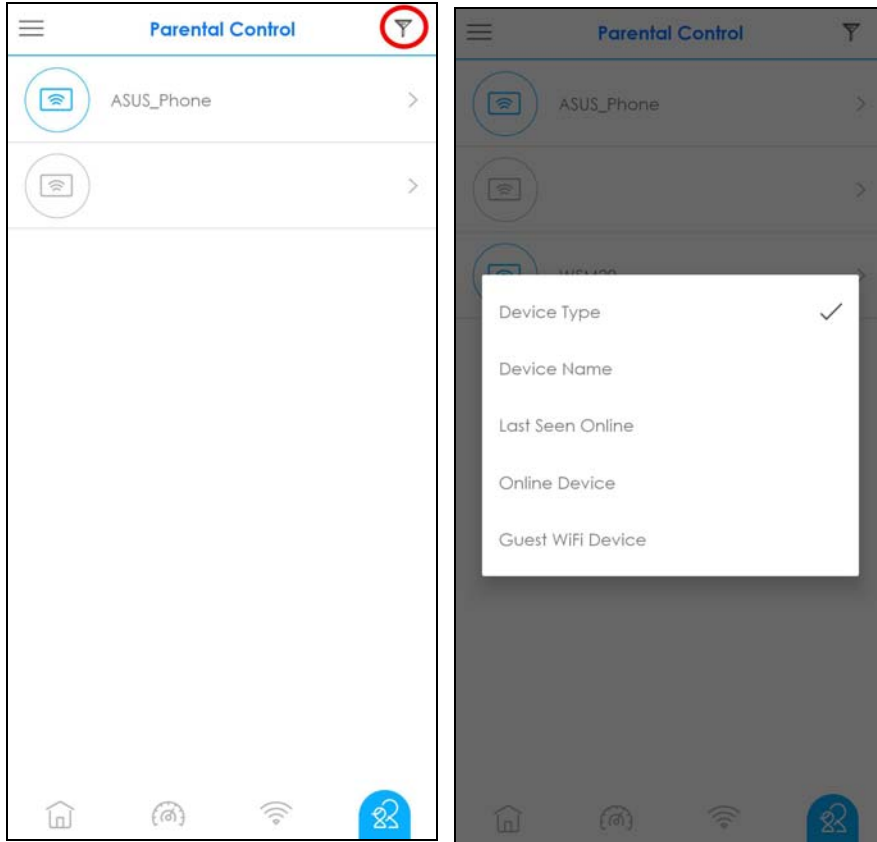 Parental Control
ASUS_Phone
Parental Control
ASUS_Phone
Device Type
Device Name
Last Seen Online
Online Device
Guest WiFi Device